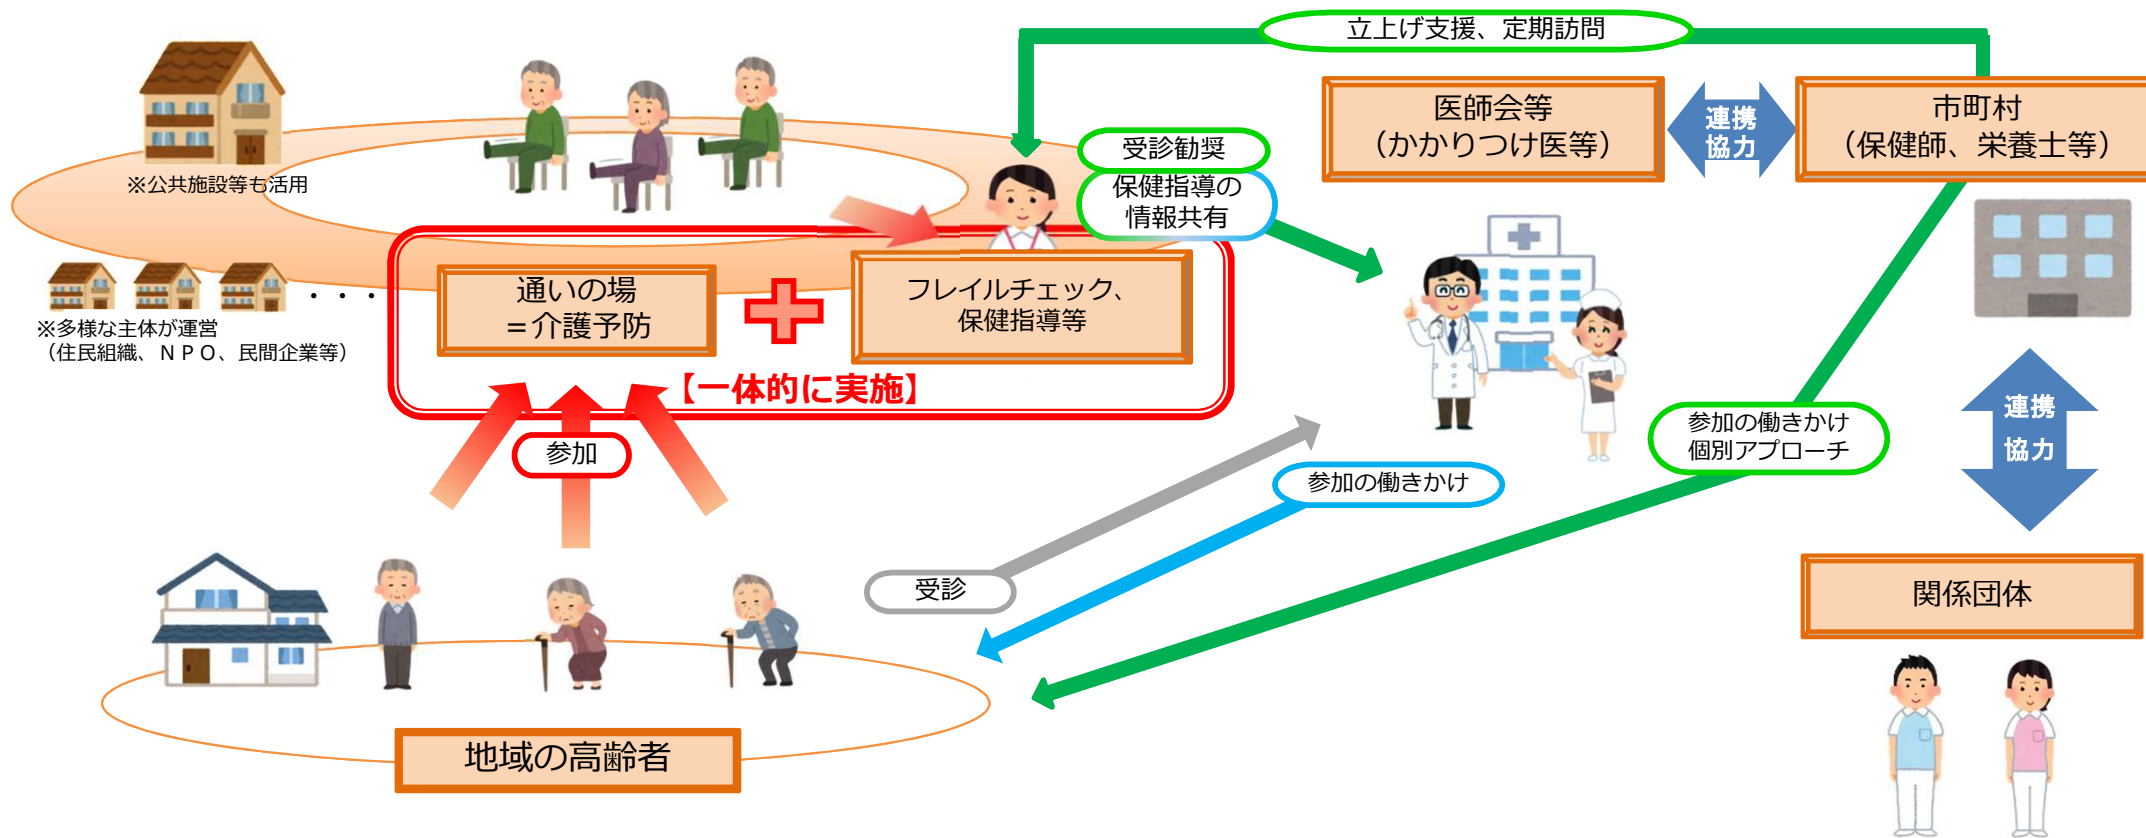 立上げ支援、定期訪問
医師会等
（かかりつけ医等）
連携
協力
市町村
（保健師、栄養士等）
受診勧奨
保健指導の
情報共有
※公共施設等も活用
・・・
※多様な主体が運営
（住民組織、ＮＰＯ、民間企業等）
通いの場
＝介護予防
フレイルチェック、
保健指導等
【一体的に実施】
参加
参加の働きかけ
個別アプローチ
連携
協力
参加の働きかけ
受診
関係団体
地域の高齢者